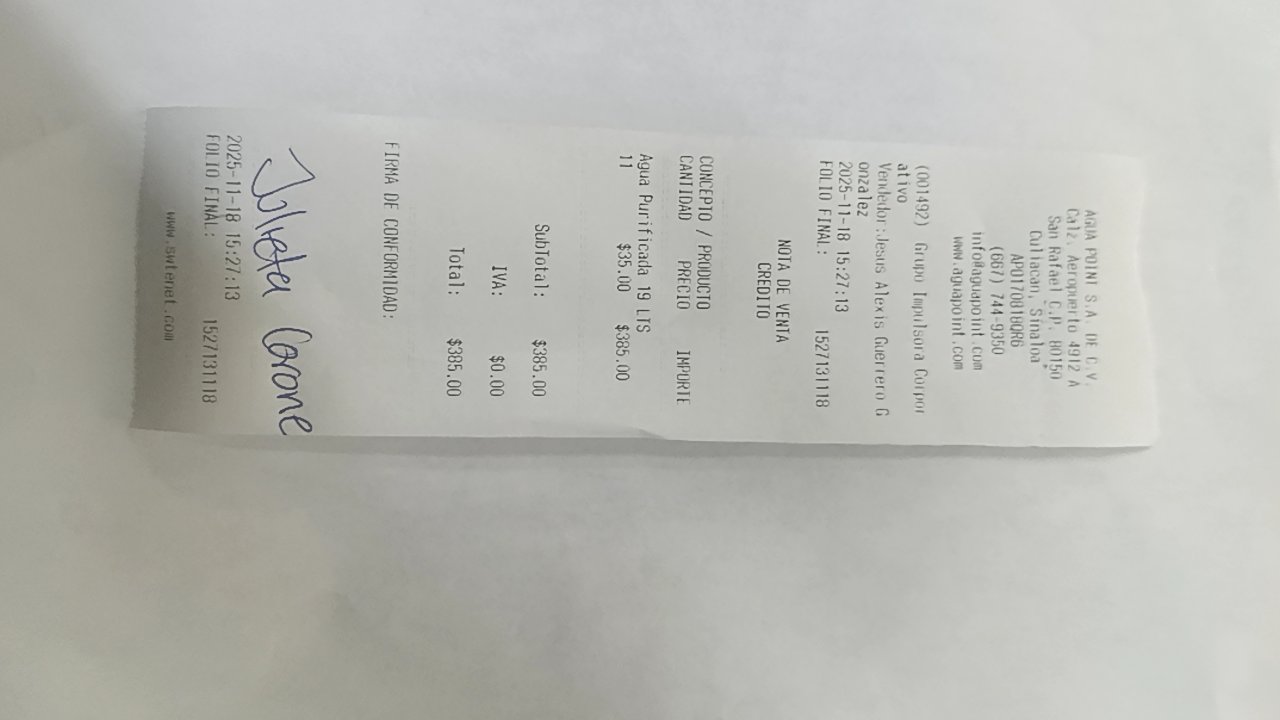 AGUA POINT S.A. DE C.V.
Calz. Aeropuerto 4912 A
San Rafael C.P. 80150
Culiacan, Sinaloa
APO170818QR6
(667) 744-9350
info@aguapoint.com
www.aguapoint.com
(001492) Grupo Impulsora Corpor
ativo
Vendedor:Jesus Alexis Guerrero G
onzalez
2025-11-18 15:27:13
FOLIO FINAL: 1527131118
NOTA DE VENTA
CREDITO
CONCEPTO / PRODUCTO
CANTIDAD PRECIO IMPORTE
Agua Purificada 19 LTS
11 $35.00 $385.00
SubTotal: $385.00
IVA: $0.00
Total: $385.00
FIRMA DE CONFORMIDAD:
Julieta Corone
2025-11-18 15:27:13
FOLIO FINAL: 1527131118
www.swtenet.com